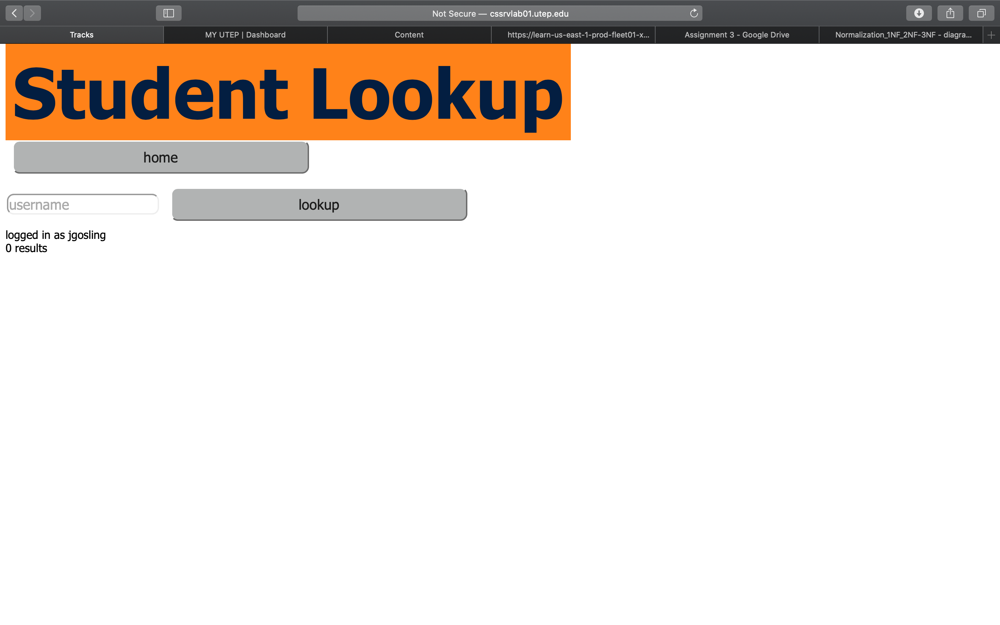 Not Secure — cssrvlab01.utep.edu
Tracks
MY UTEP | Dashboard
Content
https://learn-us-east-1-prod-fleet01-x...
Assignment 3 - Google Drive
Normalization_1NF_2NF-3NF - diagra...
Student Lookup
home
username
lookup
logged in as jgosling
0 results